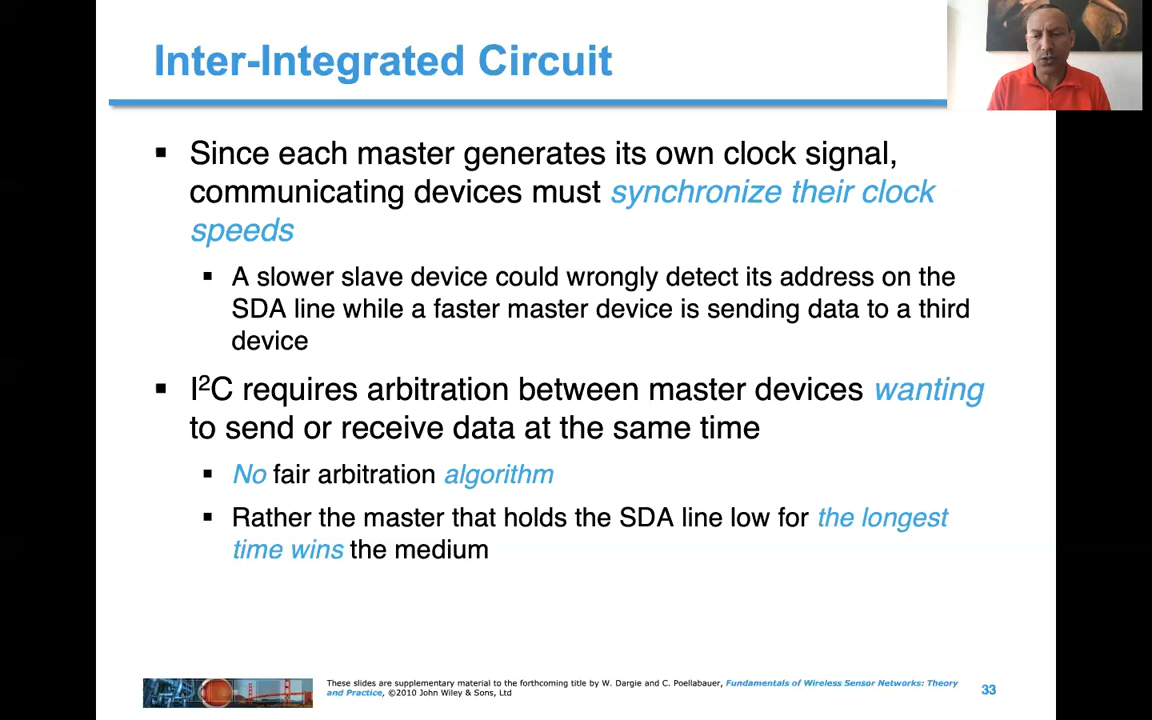 Inter-Integrated Circuit
▪ Since each master generates its own clock signal,
communicating devices must synchronize their clock
speeds
▪ A slower slave device could wrongly detect its address on the
SDA line while a faster master device is sending data to a third
device
▪ I²C requires arbitration between master devices wanting
to send or receive data at the same time
▪ No fair arbitration algorithm
▪ Rather the master that holds the SDA line low for the longest
time wins the medium
These slides are supplementary material to the forthcoming title by W. Dargie and C. Poellabauer, Fundamentals of Wireless Sensor Networks: Theory
and Practice, ©2010 John Wiley & Sons, Ltd
33